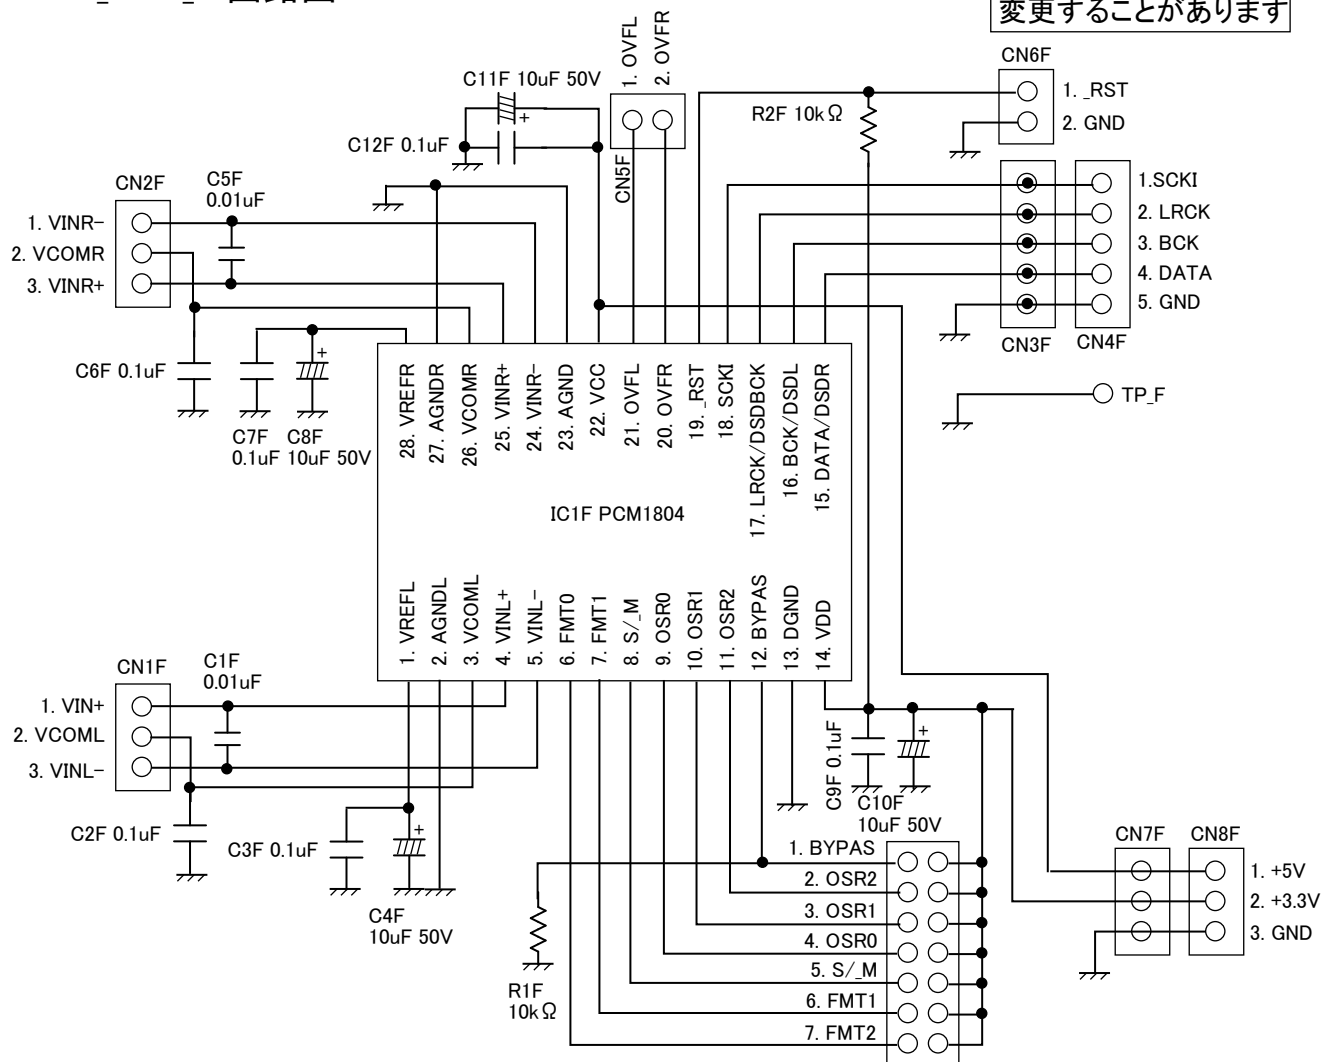 変更することがあります
1. OVFL
2. OVFR
CN5F
C11F 10uF 50V
+
C12F 0.1uF
R2F 10kΩ
CN6F
1. _RST
2. GND
CN2F
1. VINR-
2. VCOMR
3. VINR+
C5F
0.01uF
1.SCKI
2. LRCK
3. BCK
4. DATA
5. GND
CN3F
CN4F
TP_F
C6F 0.1uF
C7F
0.1uF
+
C8F
10uF 50V
28. VREFR
27. AGNDR
26. VCOMR
25. VINR+
24. VINR-
23. AGND
22. VCC
21. OVFL
20. OVFR
19. _RST
18. SCKI
17. LRCK/DSDBCK
16. BCK/DSDL
15. DATA/DSDR
IC1F PCM1804
1. VREFL
2. AGNDL
3. VCOML
4. VINL+
5. VINL-
6. FMT0
7. FMT1
8. S/_M
9. OSR0
10. OSR1
11. OSR2
12. BYPAS
13. DGND
14. VDD
CN1F
1. VIN+
2. VCOML
3. VINL-
C1F
0.01uF
C2F 0.1uF
C3F 0.1uF
+
C4F
10uF 50V
C9F 0.1uF
+
C10F
10uF 50V
R1F
10kΩ
1. BYPAS
2. OSR2
3. OSR1
4. OSR0
5. S/_M
6. FMT1
7. FMT2
CN7F
CN8F
1. +5V
2. +3.3V
3. GND